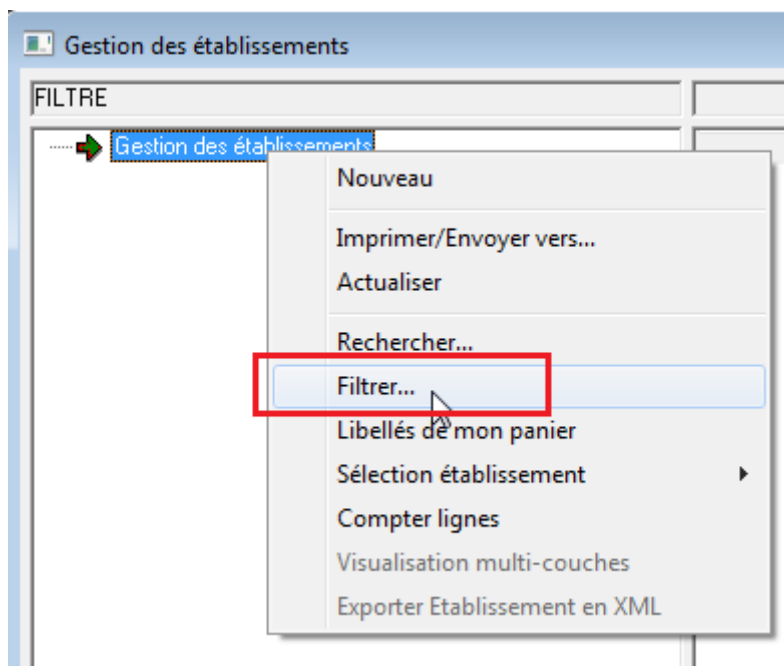 Gestion des établissements
FILTRE
Gestion des établissements
Nouveau
Imprimer/Envoyer vers...
Actualiser
Rechercher...
Filtrer...
Libellés de mon panier
Sélection établissement
Compter lignes
Visualisation multi-couches
Exporter Etablissement en XML